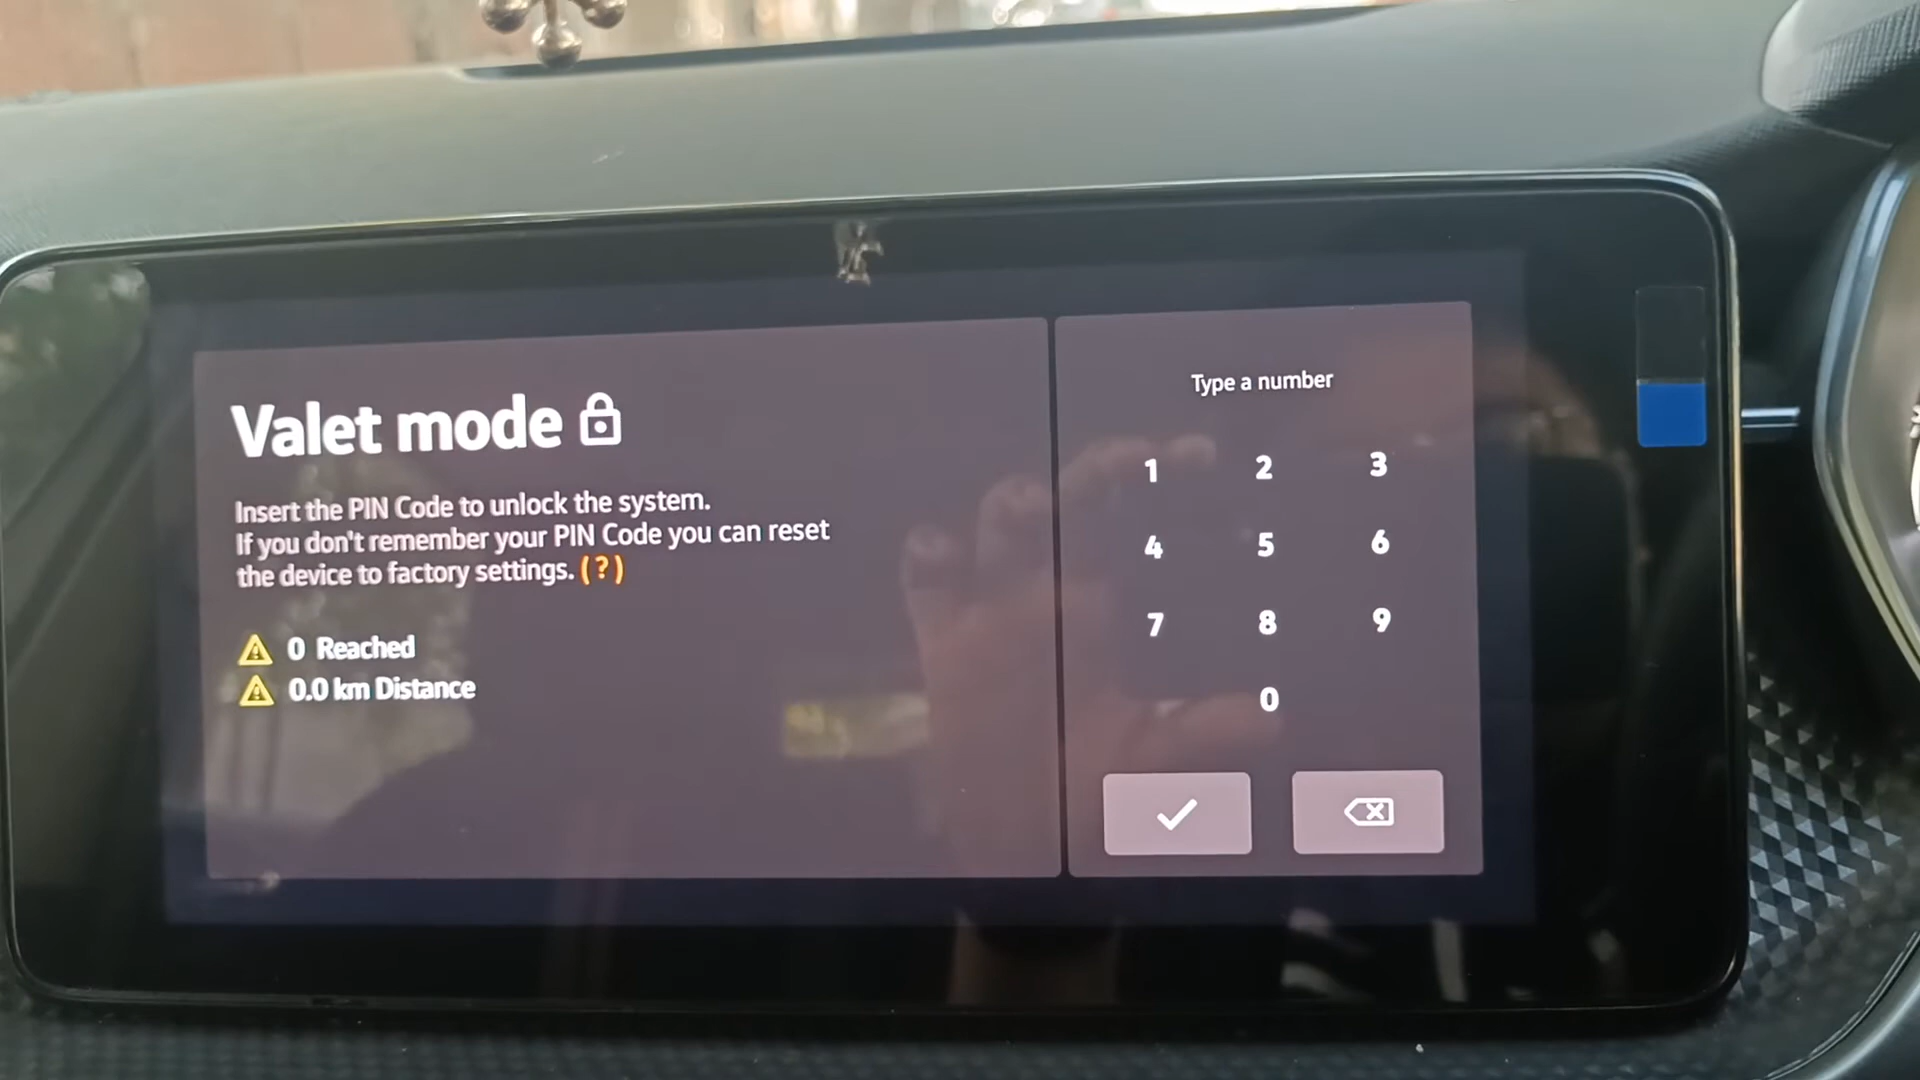 Valet mode
Insert the PIN Code to unlock the system.
If you don't remember your PIN Code you can reset
the device to factory settings. (?)
0 Reached
0.0 km Distance
Type a number
1 2 3
4 5 6
7 8 9
0